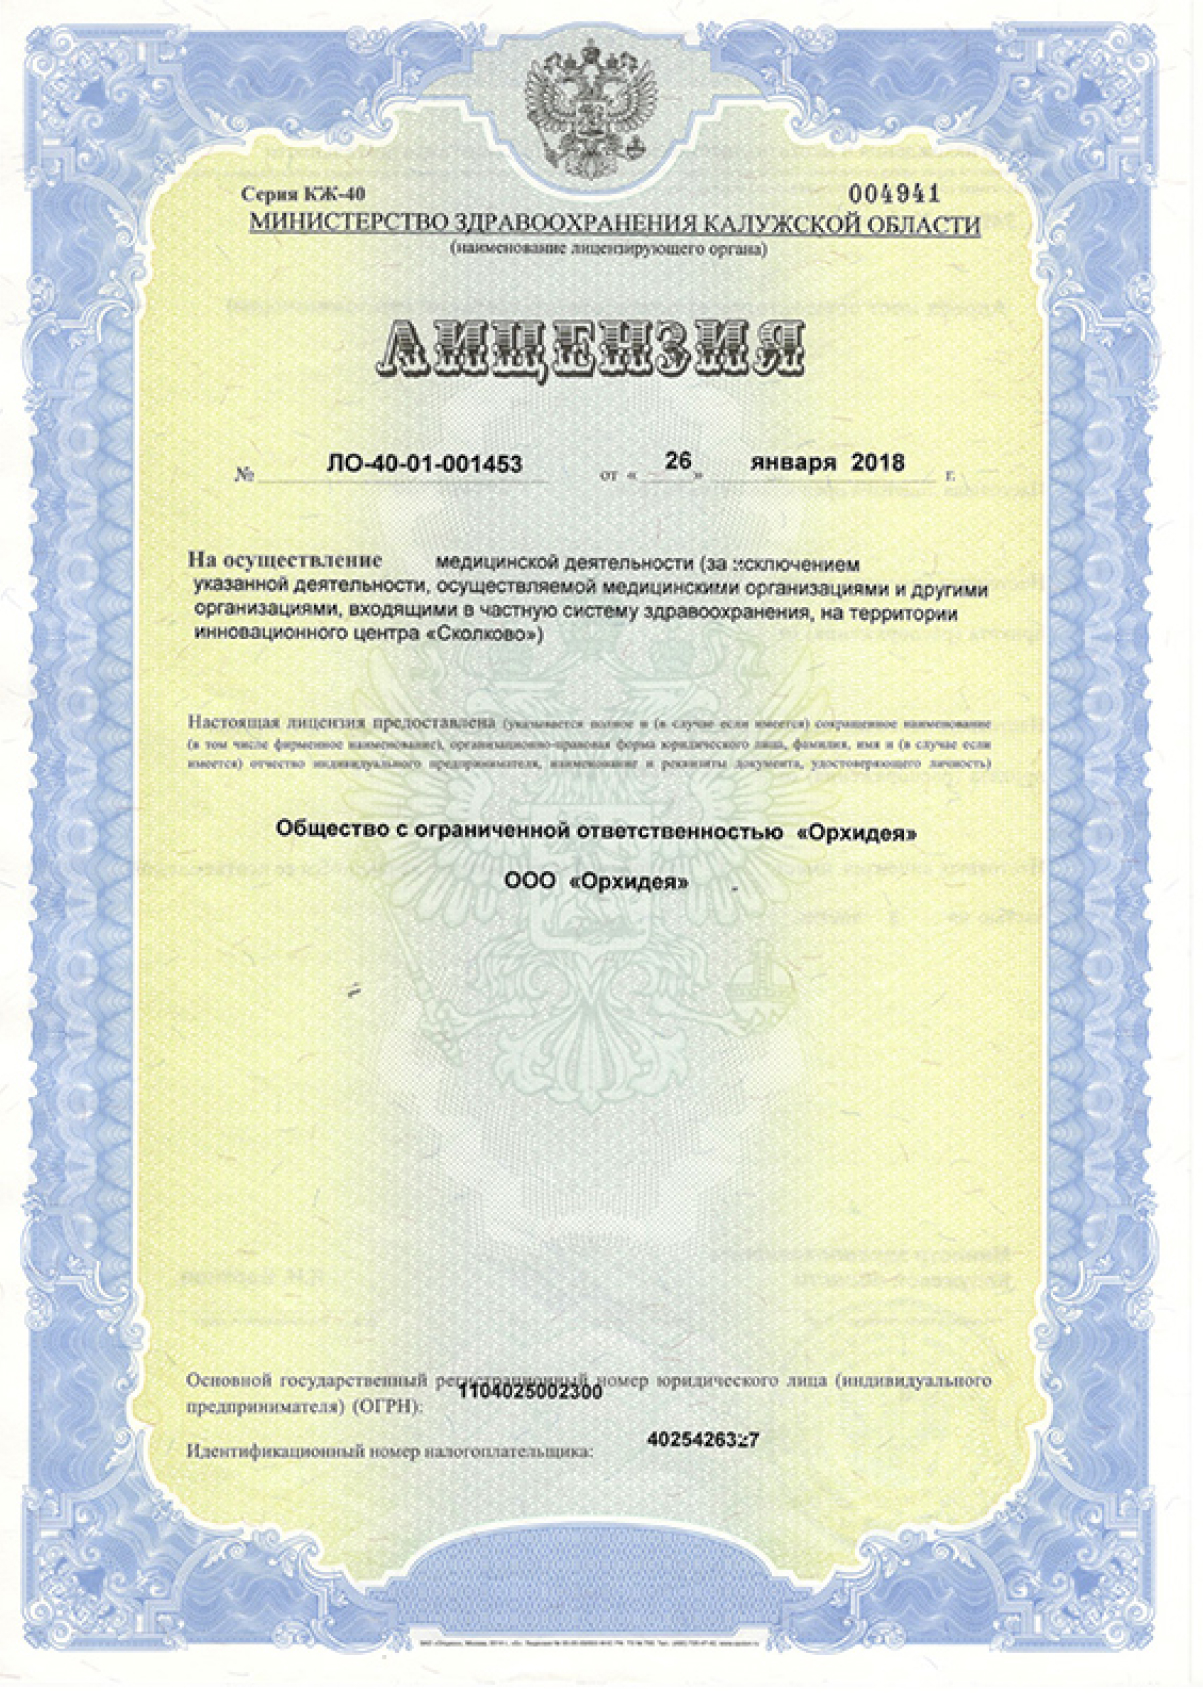 Серия КЖ-40
004941
МИНИСТЕРСТВО ЗДРАВООХРАНЕНИЯ КАЛУЖСКОЙ ОБЛАСТИ
(наименование лицензирующего органа)
ЛИЦЕНЗИЯ
№ ЛО-40-01-001453 от « 26 » января 2018 г.
На осуществление медицинской деятельности (за исключением
указанной деятельности, осуществляемой медицинскими организациями и другими
организациями, входящими в частную систему здравоохранения, на территории
инновационного центра «Сколково»)
Настоящая лицензия предоставлена (указывается полное и (в случае если имеется) сокращенное наименование
(в том числе фирменное наименование), организационно-правовая форма юридического лица, фамилия, имя и (в случае если
имеется) отчество индивидуального предпринимателя, наименование и реквизиты документа, удостоверяющего личность)
Общество с ограниченной ответственностью «Орхидея»
ООО «Орхидея»
Основной государственный регистрационный номер юридического лица (индивидуального
предпринимателя) (ОГРН): 1104025002300
Идентификационный номер налогоплательщика: 4025426327